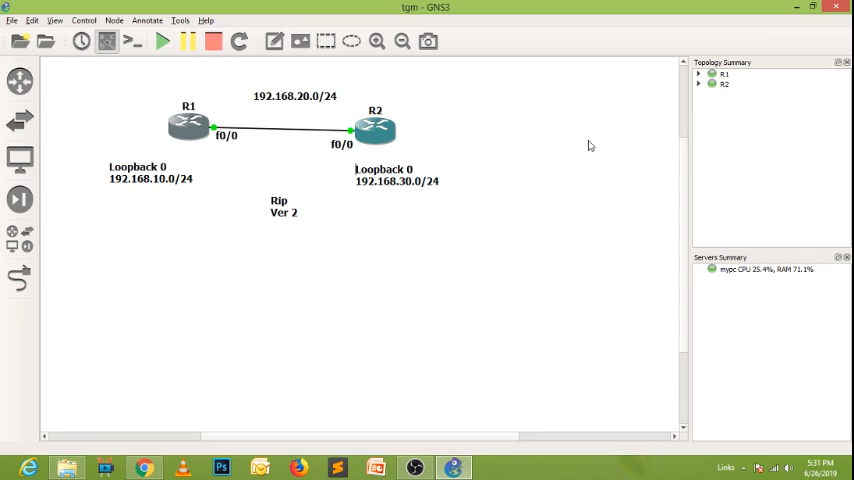 tgm - GNS3
File Edit View Control Node Annotate Tools Help
192.168.20.0/24
R1
R2
f0/0
f0/0
Loopback 0
192.168.10.0/24
Loopback 0
192.168.30.0/24
Rip
Ver 2
Topology Summary
R1
R2
Servers Summary
mypc CPU 25.4%, RAM 71.1%
Links
5:31 PM
6/26/2019